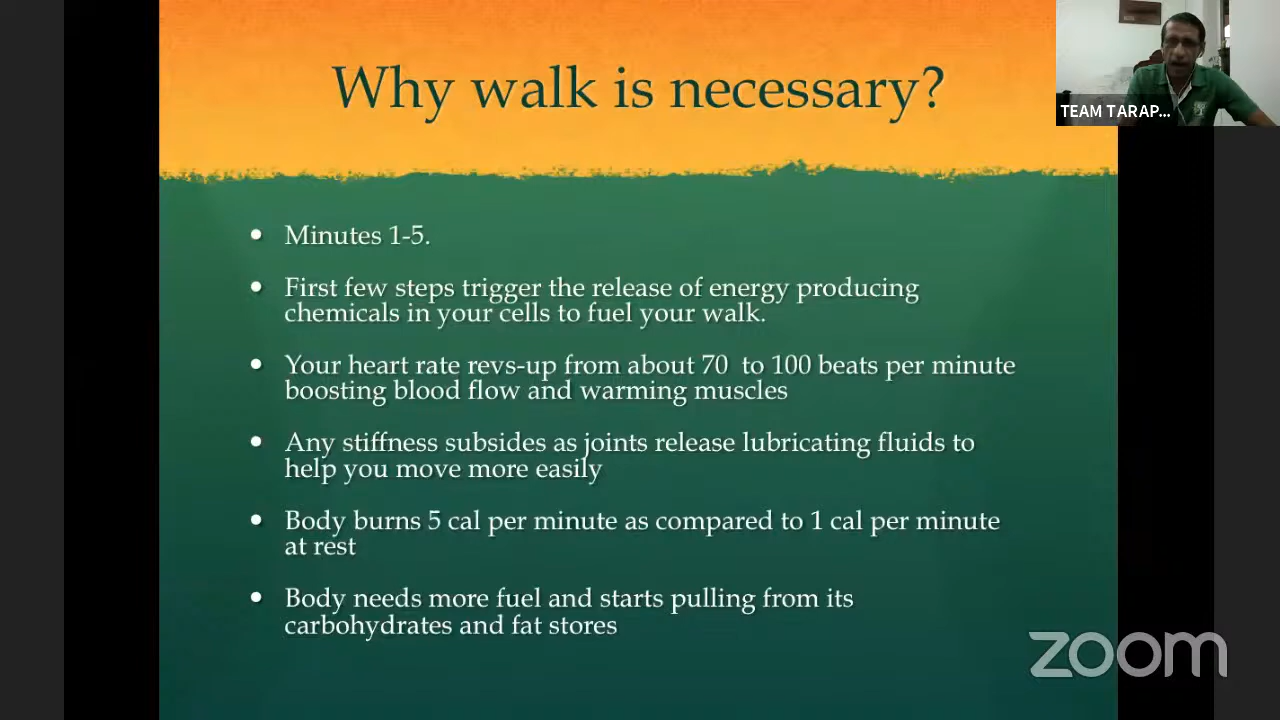 Why walk is necessary?
TEAM TARAP...
• Minutes 1-5.
• First few steps trigger the release of energy producing
chemicals in your cells to fuel your walk.
• Your heart rate revs-up from about 70  to 100 beats per minute
boosting blood flow and warming muscles
• Any stiffness subsides as joints release lubricating fluids to
help you move more easily
• Body burns 5 cal per minute as compared to 1 cal per minute
at rest
• Body needs more fuel and starts pulling from its
carbohydrates and fat stores
zoom